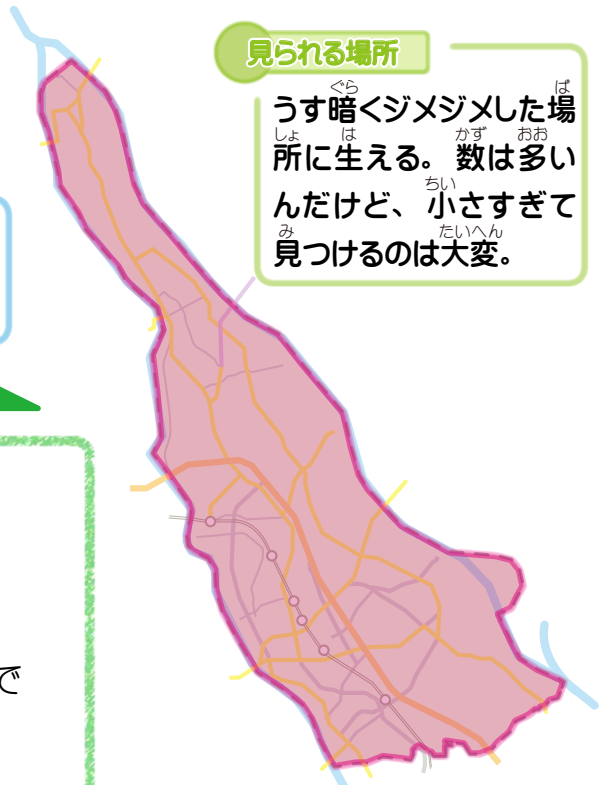 見られる場所
うす暗くジメジメした場
所に生える。数は多い
んだけど、小さすぎて
見つけるのは大変。
で